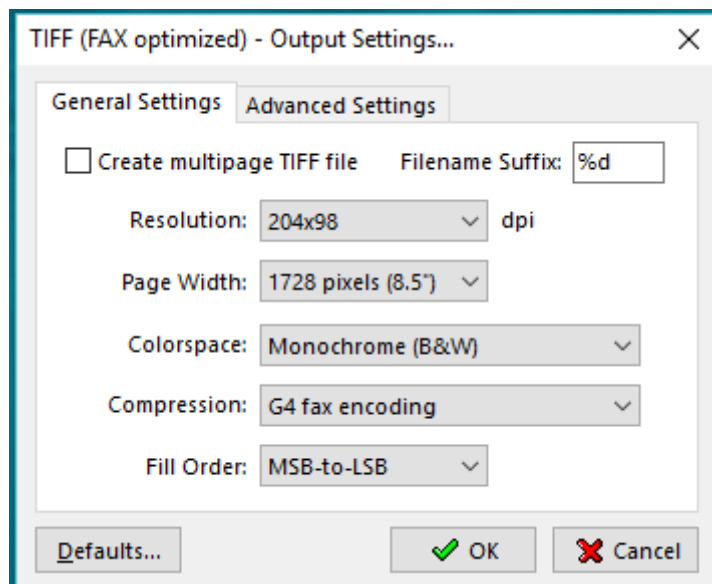 TIFF (FAX optimized) - Output Settings...
General Settings Advanced Settings
Create multipage TIFF file Filename Suffix: %d
Resolution: 204x98 dpi
Page Width: 1728 pixels (8.5")
Colorspace: Monochrome (B&W)
Compression: G4 fax encoding
Fill Order: MSB-to-LSB
Defaults... OK Cancel